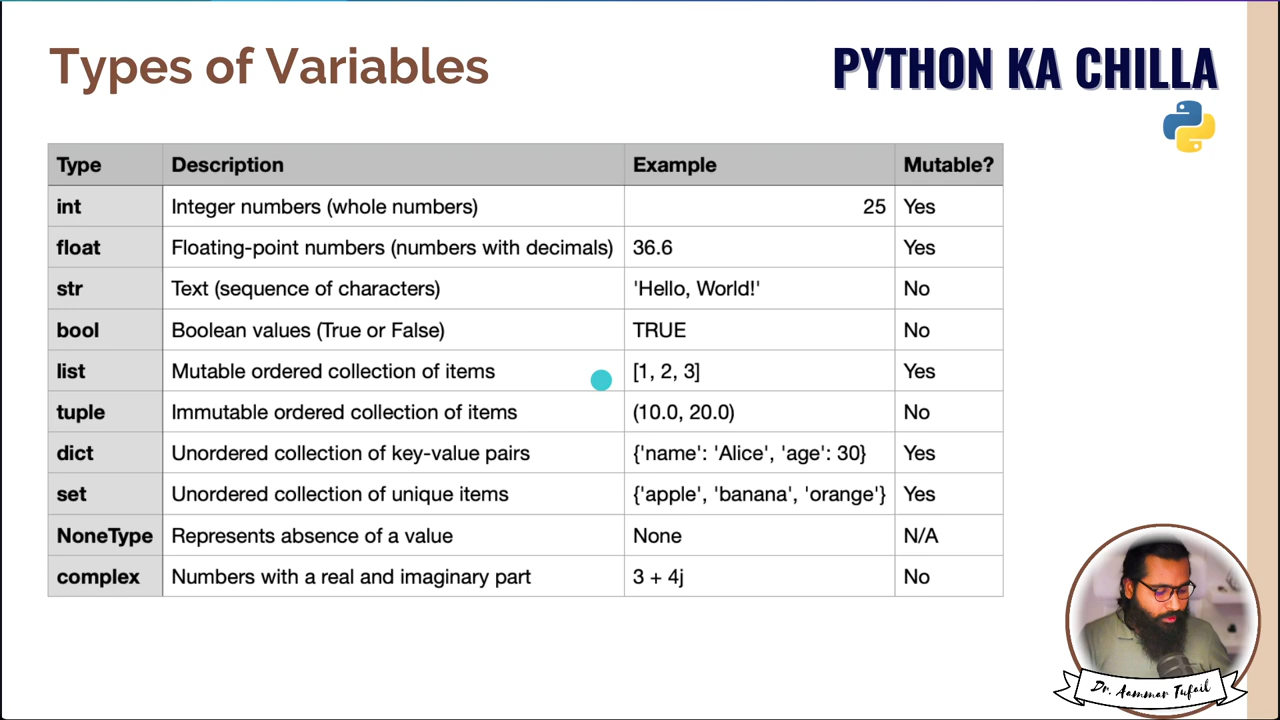 Types of Variables
PYTHON KA CHILLA
Type Description Example Mutable?
int Integer numbers (whole numbers) 25 Yes
float Floating-point numbers (numbers with decimals) 36.6 Yes
str Text (sequence of characters) 'Hello, World!' No
bool Boolean values (True or False) TRUE No
list Mutable ordered collection of items [1, 2, 3] Yes
tuple Immutable ordered collection of items (10.0, 20.0) No
dict Unordered collection of key-value pairs {'name': 'Alice', 'age': 30} Yes
set Unordered collection of unique items {'apple', 'banana', 'orange'} Yes
NoneType Represents absence of a value None N/A
complex Numbers with a real and imaginary part 3 + 4j No
Dr. Aammar Tufail